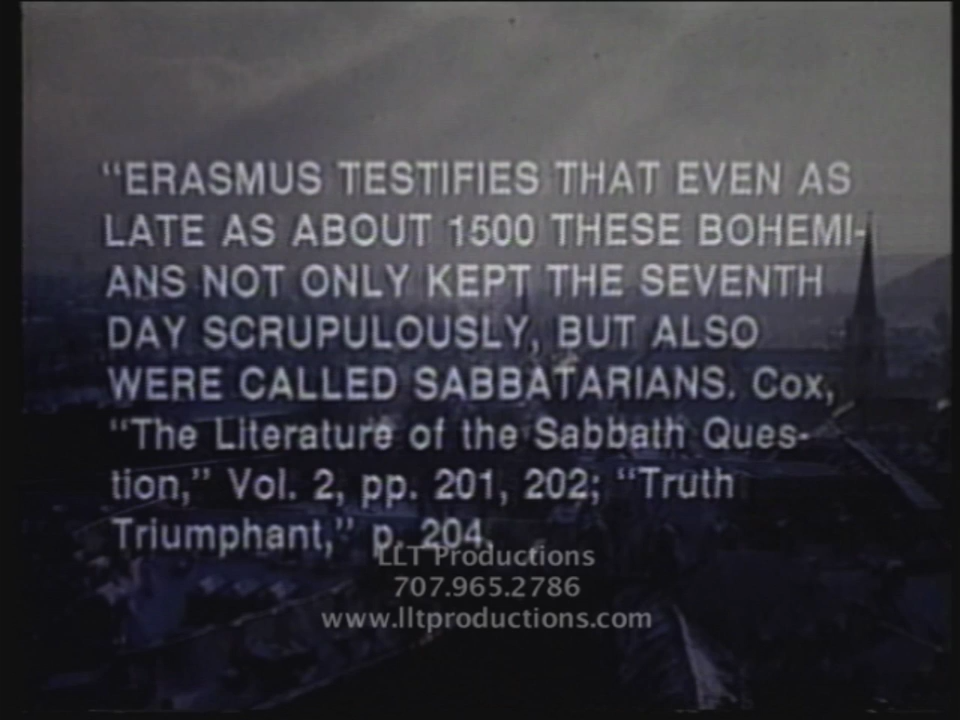 “ERASMUS TESTIFIES THAT EVEN AS
LATE AS ABOUT 1500 THESE BOHEMI-
ANS NOT ONLY KEPT THE SEVENTH
DAY SCRUPULOUSLY, BUT ALSO
WERE CALLED SABBATARIANS. Cox,
“The Literature of the Sabbath Ques-
tion,” Vol. 2, pp. 201, 202; “Truth
Triumphant,” p. 204.
LLT Productions
707.965.2786
www.lltproductions.com